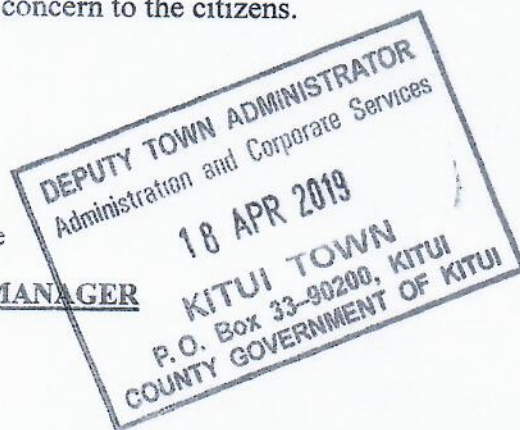 concern to the citizens.
DEPUTY TOWN ADMINISTRATOR
Administration and Corporate Services
18 APR 2019
KITUI TOWN
P. O. Box 33-90200, KITUI
COUNTY GOVERNMENT OF KITUI